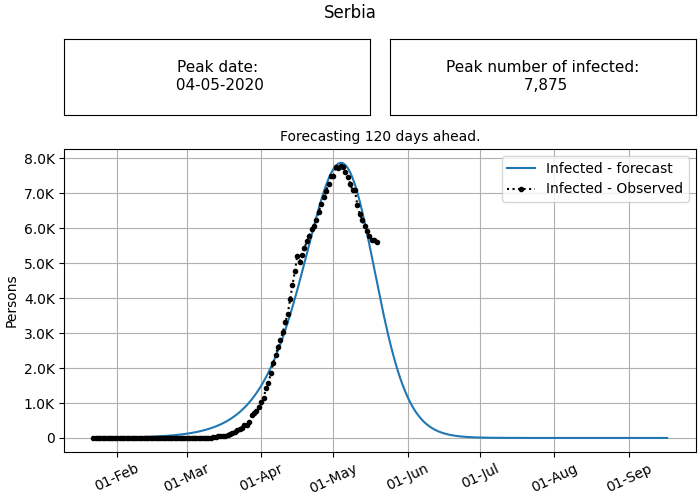 Serbia
Peak date:
04-05-2020
Peak number of infected:
7,875
Forecasting 120 days ahead.
Infected - forecast
Infected - Observed
8.0K
7.0K
6.0K
5.0K
4.0K
3.0K
2.0K
1.0K
0
Persons
01-Feb
01-Mar
01-Apr
01-May
01-Jun
01-Jul
01-Aug
01-Sep